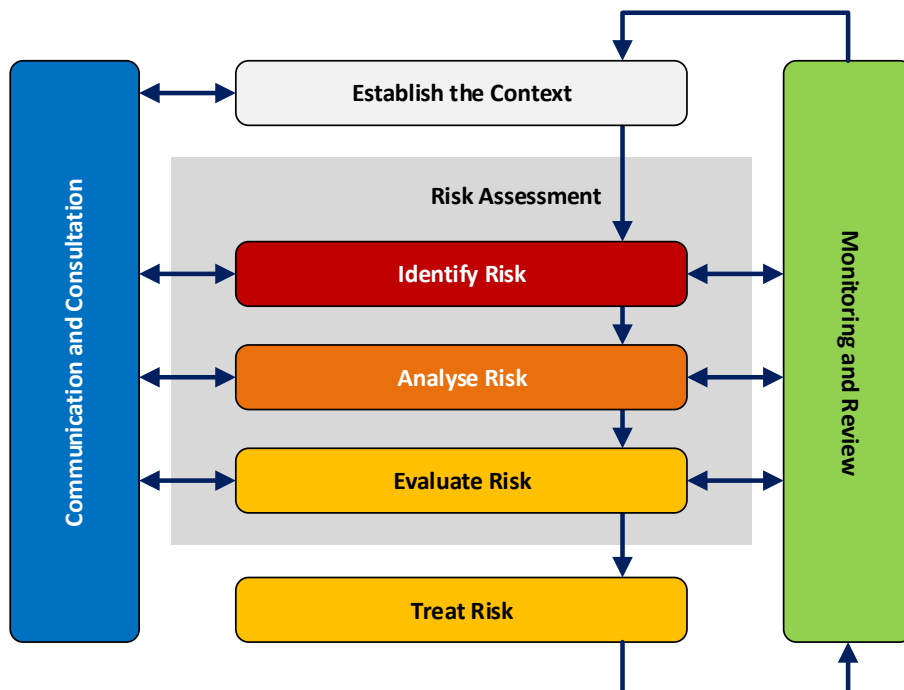 Establish the Context
Communication and Consultation
Risk Assessment
Identify Risk
Analyse Risk
Evaluate Risk
Treat Risk
Monitoring and Review